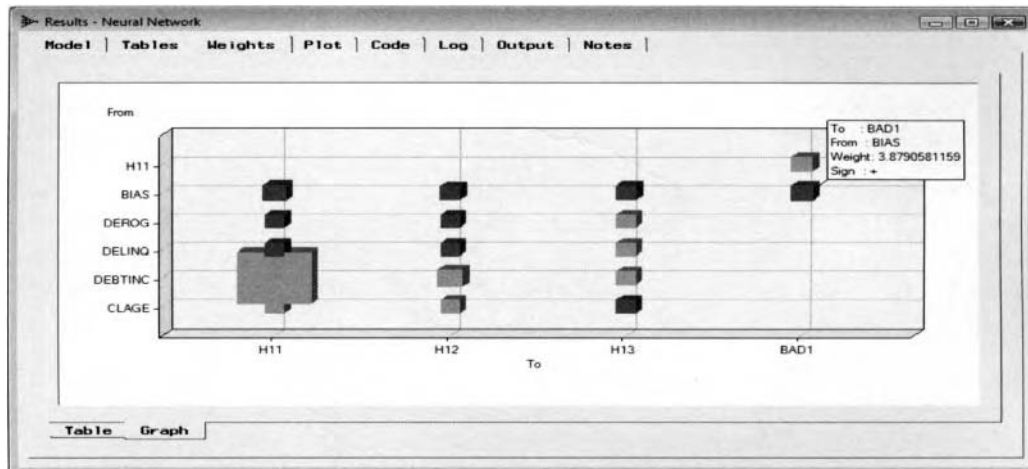 Results - Neural Network
Model | Tables Weights | Plot | Code | Log | Output | Notes |
From
To : BAD1
From : BIAS
Weight: 3.8790581159
Sign : +
H11
BIAS
DEROG
DELINQ
DEBTINC
CLAGE
H11 H12 H13 BAD1
To
Table Graph